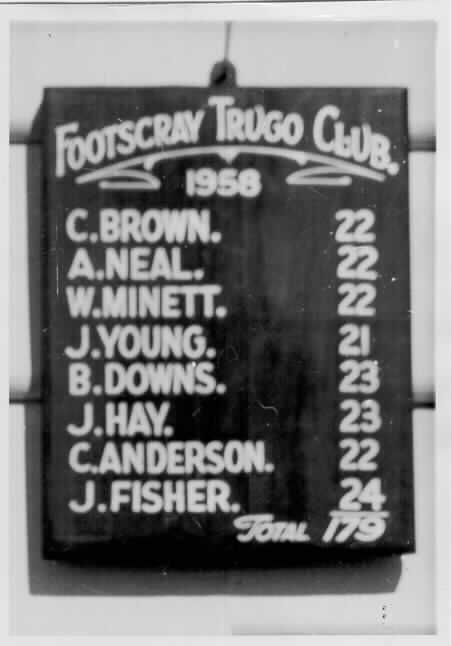 FOOTSCRAY TRUGO CLUB.
1958
C.BROWN. 22
A.NEAL. 22
W.MINETT. 22
J.YOUNG. 21
B.DOWNS. 23
J.HAY. 23
C.ANDERSON. 22
J.FISHER. 24
TOTAL 179